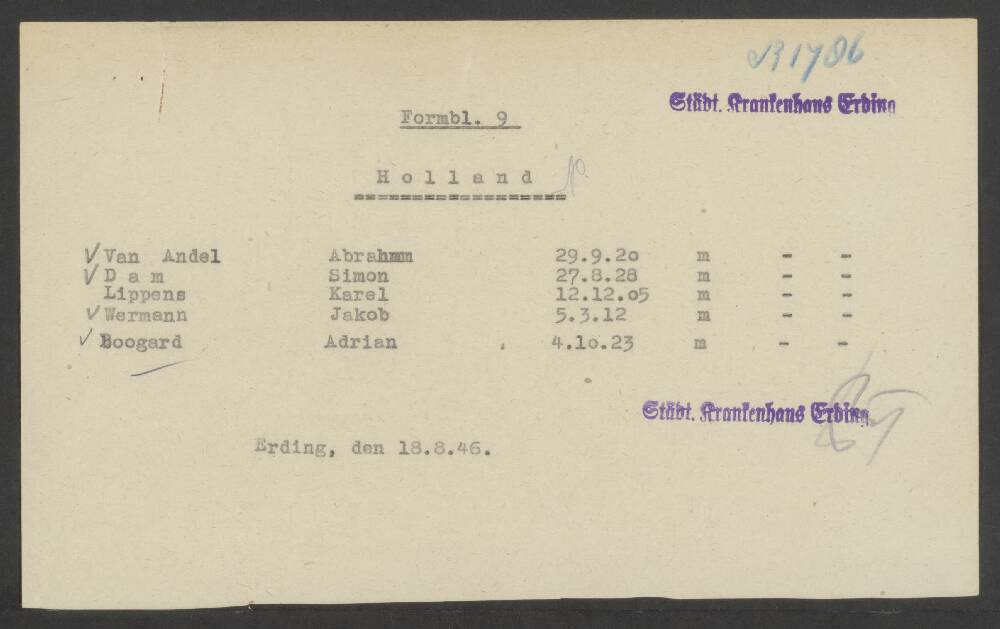 R1786
Städt. Krankenhaus Erding
Formbl. 9
Holland
Van Andel Abraham 29.9.2o m - -
D a m Simon 27.8.28 m - -
Lippens Karel 12.12.o5 m - -
Wermann Jakob 5.3.12 m - -
Boogard Adrian 4.1o.23 m - -
Städt. Krankenhaus Erding
Erding, den 18.8.46.